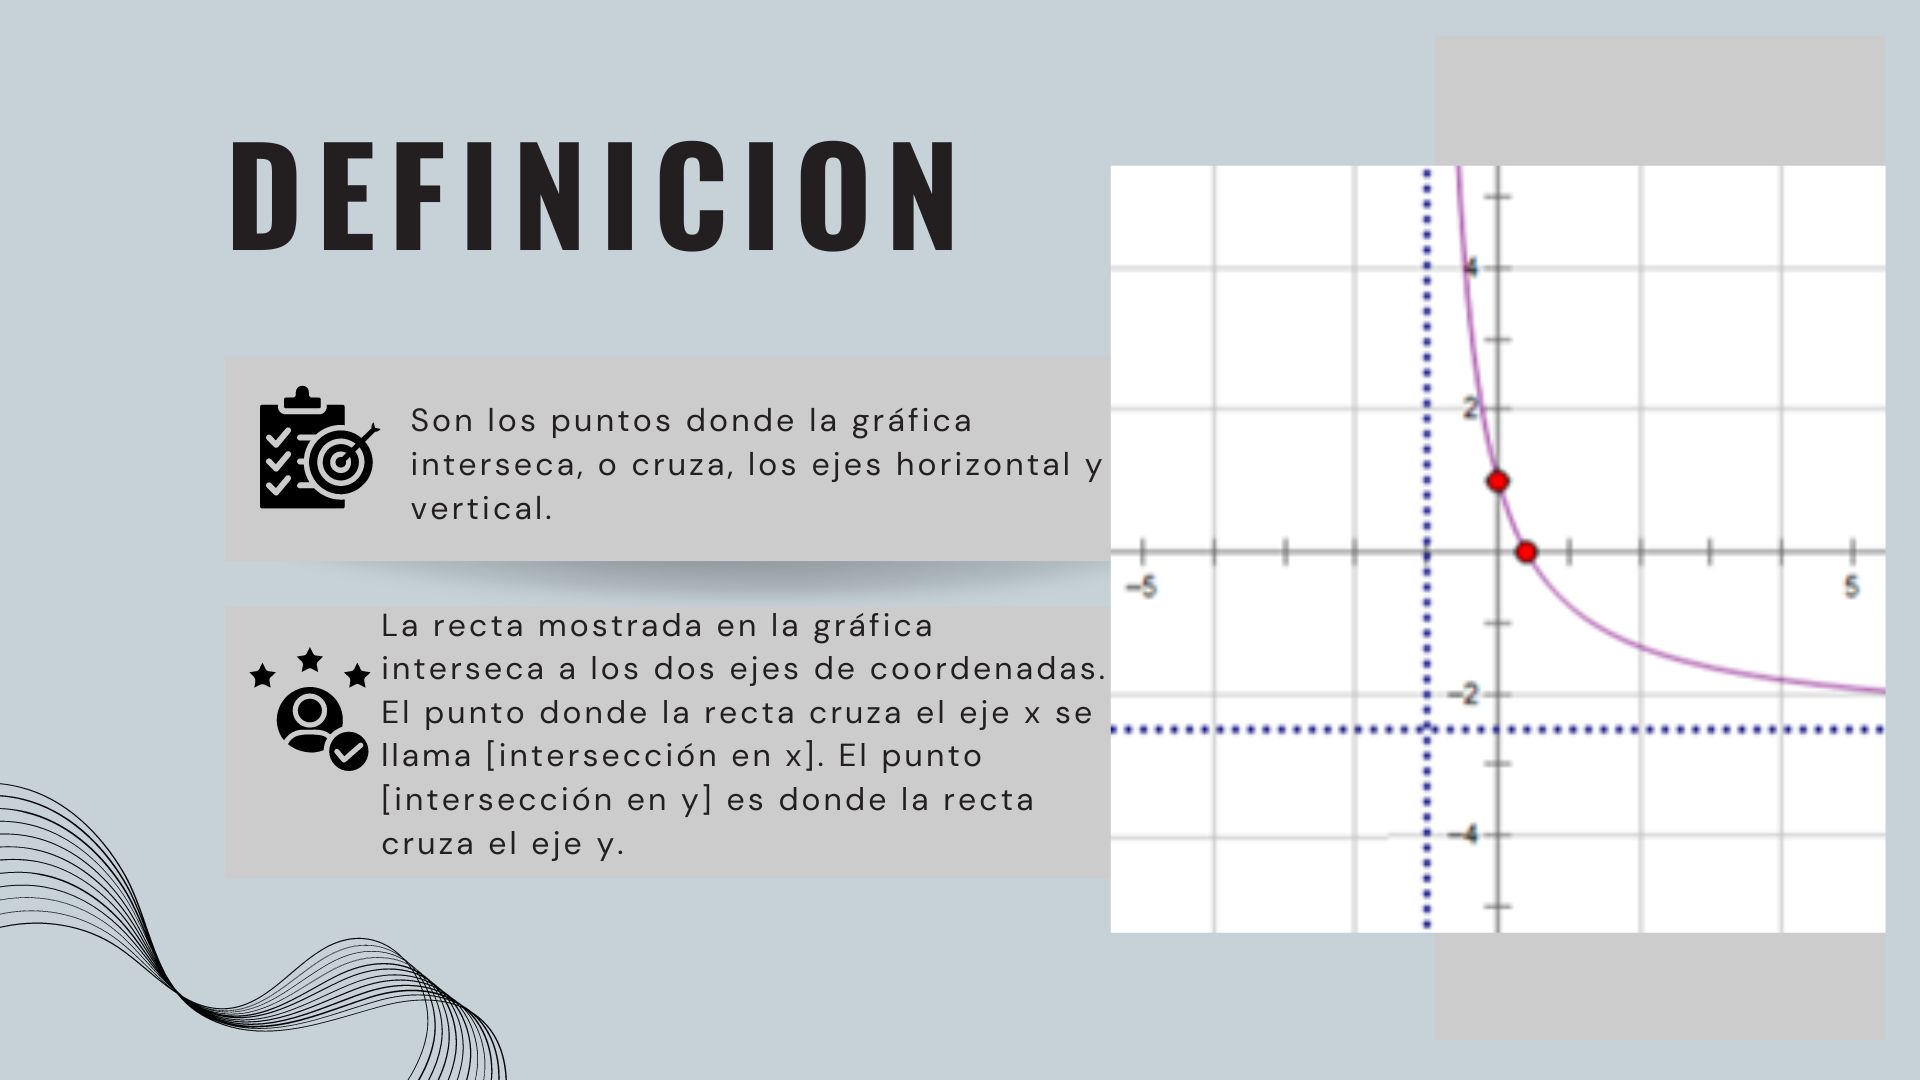 DEFINICION
Son los puntos donde la gráfica
interseca, o cruza, los ejes horizontal y
vertical.
La recta mostrada en la gráfica
interseca a los dos ejes de coordenadas.
El punto donde la recta cruza el eje x se
llama [intersección en x]. El punto
[intersección en y] es donde la recta
cruza el eje y.
4
2
−5
5
−2
−4